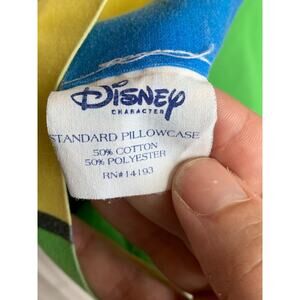 Disney
CHARACTER
STANDARD PILLOWCASE
50% COTTON
50% POLYESTER
RN#14193